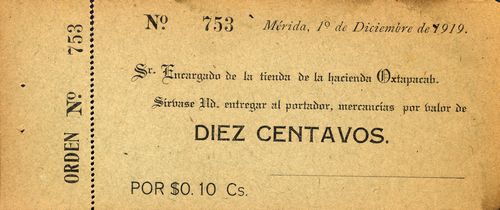 ORDEN Nº 753
Nº 753 Mérida, 1º de Diciembre de 1919.
Sr. Encargado de la tienda de la hacienda Oxtapacab.
Sírvase Ud. entregar al portador, mercancías por valor de
DIEZ CENTAVOS.
POR $0.10 Cs.